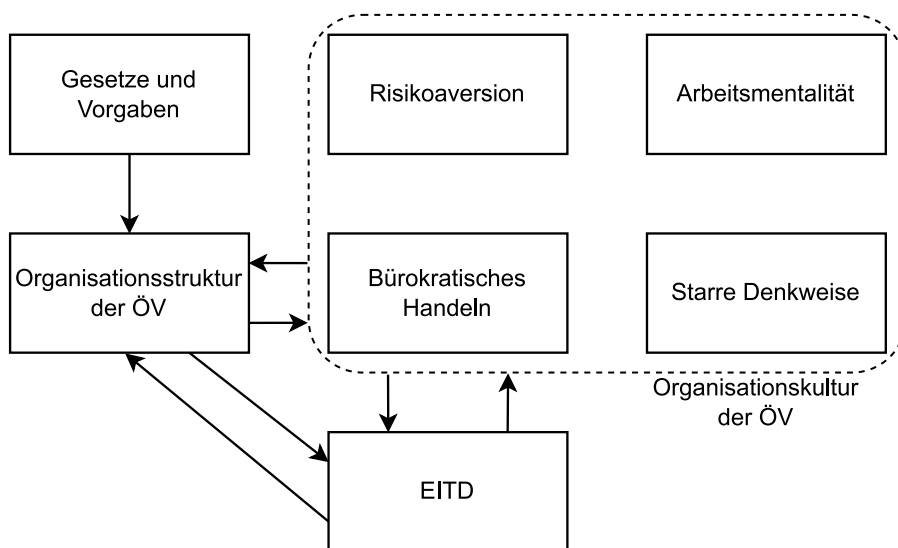 Gesetze und
Vorgaben
Risikoaversion
Arbeitsmentalität
Organisationsstruktur
der ÖV
Bürokratisches
Handeln
Starre Denkweise
Organisationskultur
der ÖV
EITD